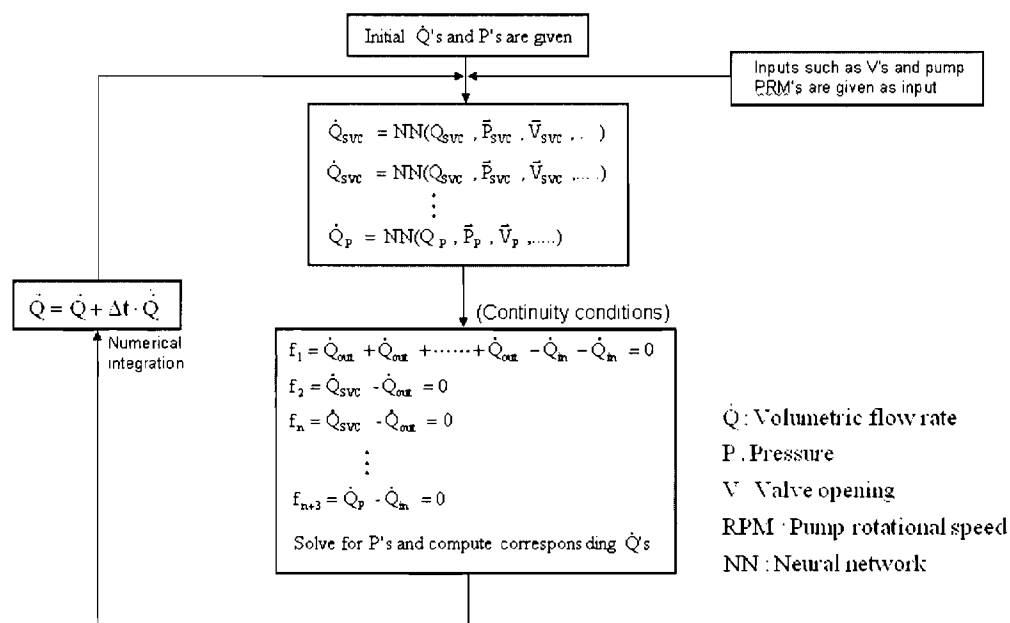 Initial Q̇'s and P's are given
Inputs such as V's and pump
PRM's are given as input
Q̇SVC = NN(QSVC , P⃗SVC , V⃗SVC , . . )
Q̇SVC = NN(QSVC , P⃗SVC , V⃗SVC ,....)
⋮
Q̇p = NN(Qp , P⃗p , V⃗p ,.....)
Q̇ = Q̇ + Δt · Q̇
Numerical
integration
(Continuity conditions)
f1 = Q̇out + Q̇out + ······ + Q̇out - Q̇in - Q̇in = 0
f2 = Q̇SVC - Q̇out = 0
fn = Q̇SVC - Q̇out = 0
⋮
fn+3 = Q̇p - Q̇in = 0
Solve for P's and compute corresponding Q̇'s
Q̇ : Volumetric flow rate
P . Pressure
V Valve opening
RPM : Pump rotational speed
NN : Neural network